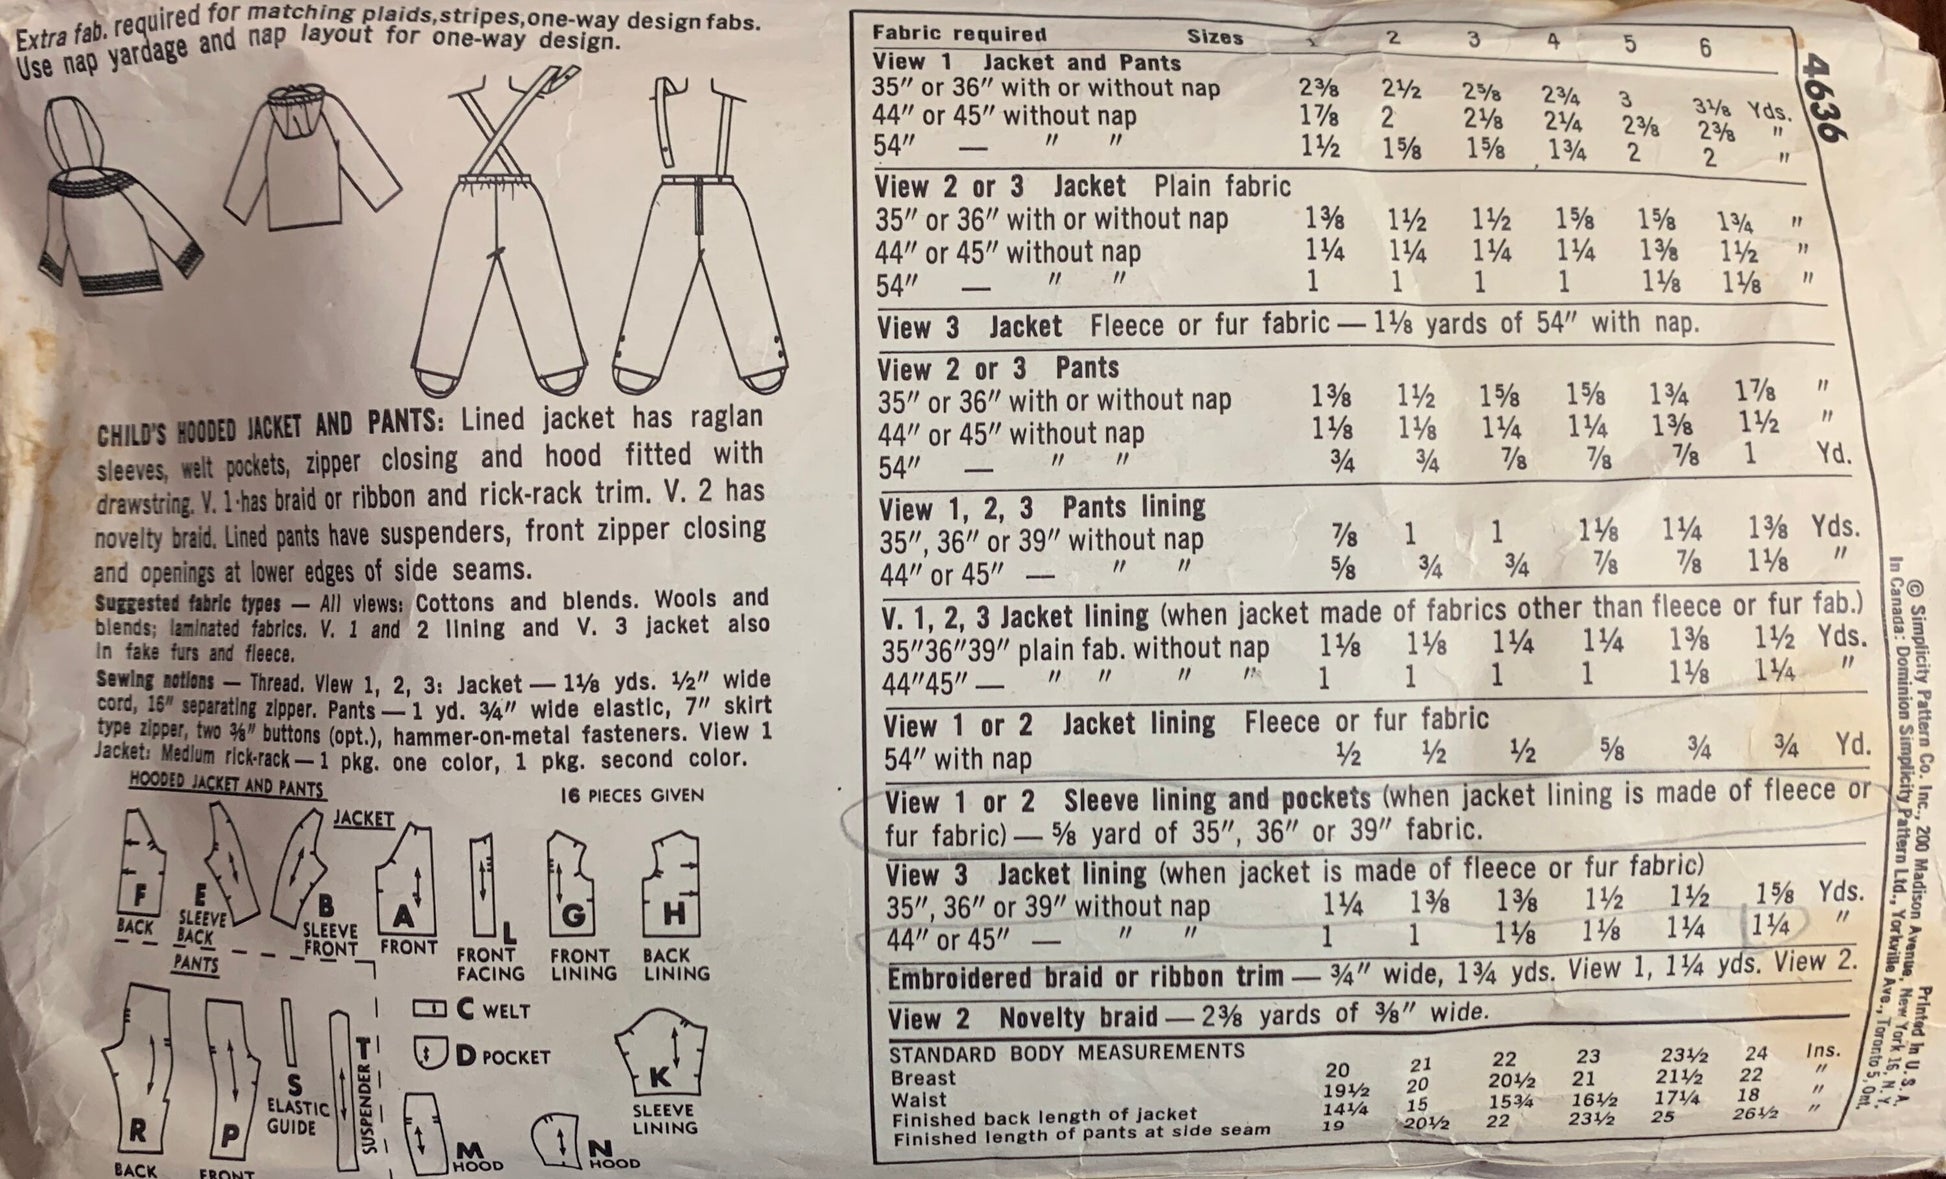 Extra fab. required for matching plaids, stripes, one-way design fabs.
Use nap yardage and nap layout for one-way design.
CHILD'S HOODED JACKET AND PANTS: Lined jacket has raglan
sleeves, welt pockets, zipper closing and hood fitted with
drawstring. V. 1 has braid or ribbon and rick-rack trim. V. 2 has
novelty braid. Lined pants have suspenders, front zipper closing
and openings at lower edges of side seams.
Suggested fabric types — All views: Cottons and blends. Wools and
blends; laminated fabrics. V. 1 and 2 lining and V. 3 jacket also
in fake furs and fleece.
Sewing notions — Thread. View 1, 2, 3: Jacket — 1⅛ yds. ½" wide
cord, 16" separating zipper. Pants — 1 yd. ¾" wide elastic, 7" skirt
type zipper, two ⅜" buttons (opt.), hammer-on-metal fasteners. View 1
Jacket: Medium rick-rack — 1 pkg. one color, 1 pkg. second color.
HOODED JACKET AND PANTS
16 PIECES GIVEN
JACKET
F
BACK
E
SLEEVE
BACK
B
SLEEVE
FRONT
A
FRONT
L
FRONT
FACING
G
FRONT
LINING
H
BACK
LINING
PANTS
R
BACK
P
FRONT
S
ELASTIC
GUIDE
SUSPENDER T
C WELT
D POCKET
M
HOOD
N
HOOD
K
SLEEVE
LINING
Fabric required Sizes 1 2 3 4 5 6
View 1 Jacket and Pants
35" or 36" with or without nap 2⅜ 2½ 2⅝ 2¾ 3 3⅛ Yds.
44" or 45" without nap 1⅞ 2 2⅛ 2¼ 2⅜ 2⅜ "
54" — " " 1½ 1⅝ 1⅝ 1¾ 2 2 "
View 2 or 3 Jacket Plain fabric
35" or 36" with or without nap 1⅜ 1½ 1½ 1⅝ 1⅝ 1¾ "
44" or 45" without nap 1¼ 1¼ 1¼ 1¼ 1⅜ 1½ "
54" — " " 1 1 1 1 1⅛ 1⅛ "
View 3 Jacket Fleece or fur fabric — 1⅛ yards of 54" with nap.
View 2 or 3 Pants
35" or 36" with or without nap 1⅜ 1½ 1⅝ 1⅝ 1¾ 1⅞ "
44" or 45" without nap 1⅛ 1⅛ 1¼ 1¼ 1⅜ 1½ "
54" — " " ¾ ¾ ⅞ ⅞ ⅞ 1 Yd.
View 1, 2, 3 Pants lining
35", 36" or 39" without nap ⅞ 1 1 1⅛ 1¼ 1⅜ Yds.
44" or 45" — " " ⅝ ¾ ¾ ⅞ ⅞ 1⅛ "
V. 1, 2, 3 Jacket lining (when jacket made of fabrics other than fleece or fur fab.)
35"36"39" plain fab. without nap 1⅛ 1⅛ 1¼ 1¼ 1⅜ 1½ Yds.
44"45" — " " " " 1 1 1 1 1⅛ 1¼ "
View 1 or 2 Jacket lining Fleece or fur fabric
54" with nap ½ ½ ½ ⅝ ¾ ¾ Yd.
View 1 or 2 Sleeve lining and pockets (when jacket lining is made of fleece or
fur fabric) — ⅝ yard of 35", 36" or 39" fabric.
View 3 Jacket lining (when jacket is made of fleece or fur fabric)
35", 36" or 39" without nap 1¼ 1⅜ 1⅜ 1½ 1½ 1⅝ Yds.
44" or 45" — " " 1 1 1⅛ 1⅛ 1¼ 1¼ "
Embroidered braid or ribbon trim — ¾" wide, 1¾ yds. View 1, 1¼ yds. View 2.
View 2 Novelty braid — 2⅜ yards of ⅜" wide.
STANDARD BODY MEASUREMENTS
Breast 20 21 22 23 23½ 24 Ins.
Waist 19½ 20 20½ 21 21½ 22 "
Finished back length of jacket 14¼ 15 15¾ 16½ 17¼ 18 "
Finished length of pants at side seam 19 20½ 22 23½ 25 26½ "
4636
© Simplicity Pattern Co. Inc., 200 Madison Avenue, New York 16, N. Y. Printed in U. S. A.
In Canada: Dominion Simplicity Pattern Ltd., Yorkville Ave., Toronto 5, Ont.